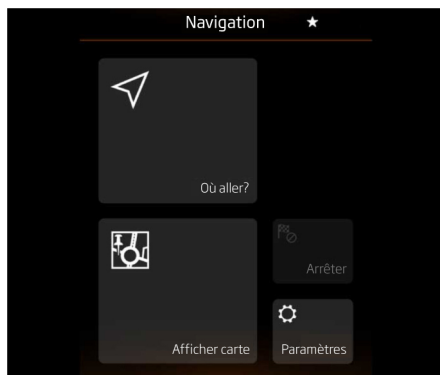 Navigation
Où aller?
Arrêter
Afficher carte
Paramètres